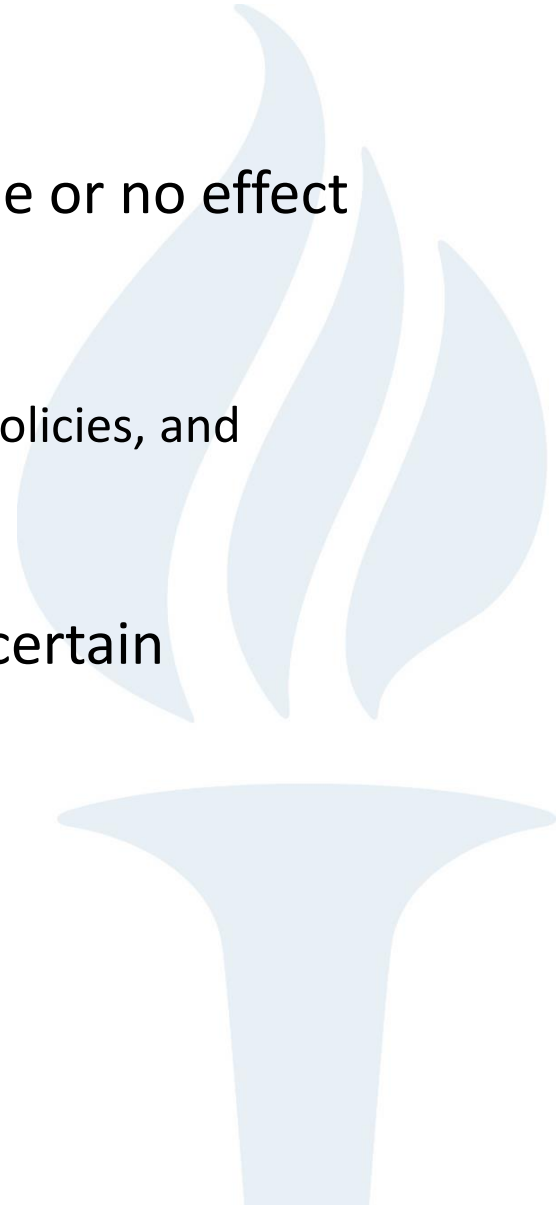 e or no effect
olicies, and
certain